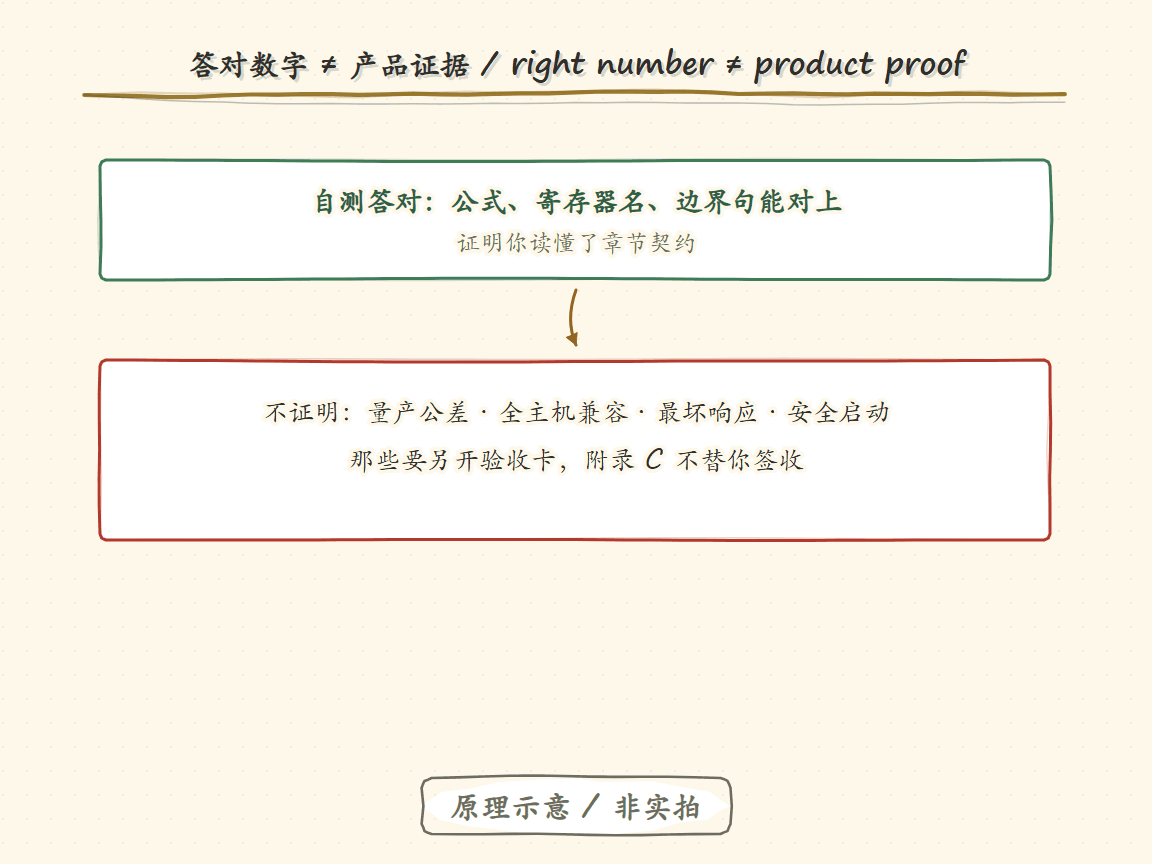 答对数字 ≠ 产品证据 / right number ≠ product proof
自测答对：公式、寄存器名、边界句能对上
证明你读懂了章节契约
不证明：量产公差 · 全主机兼容 · 最坏响应 · 安全启动
那些要另开验收卡，附录 C 不替你签收
原理示意 / 非实拍